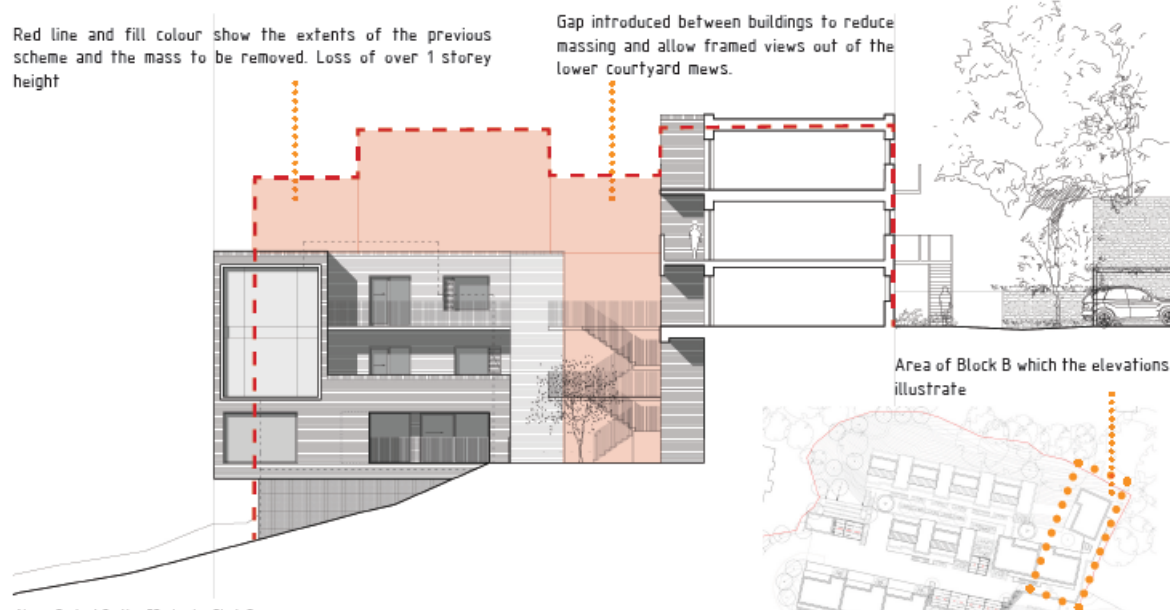 Red line and fill colour show the extents of the previous
scheme and the mass to be removed. Loss of over 1 storey
height
Gap introduced between buildings to reduce
massing and allow framed views out of the
lower courtyard mews.
Area of Block B which the elevations
illustrate